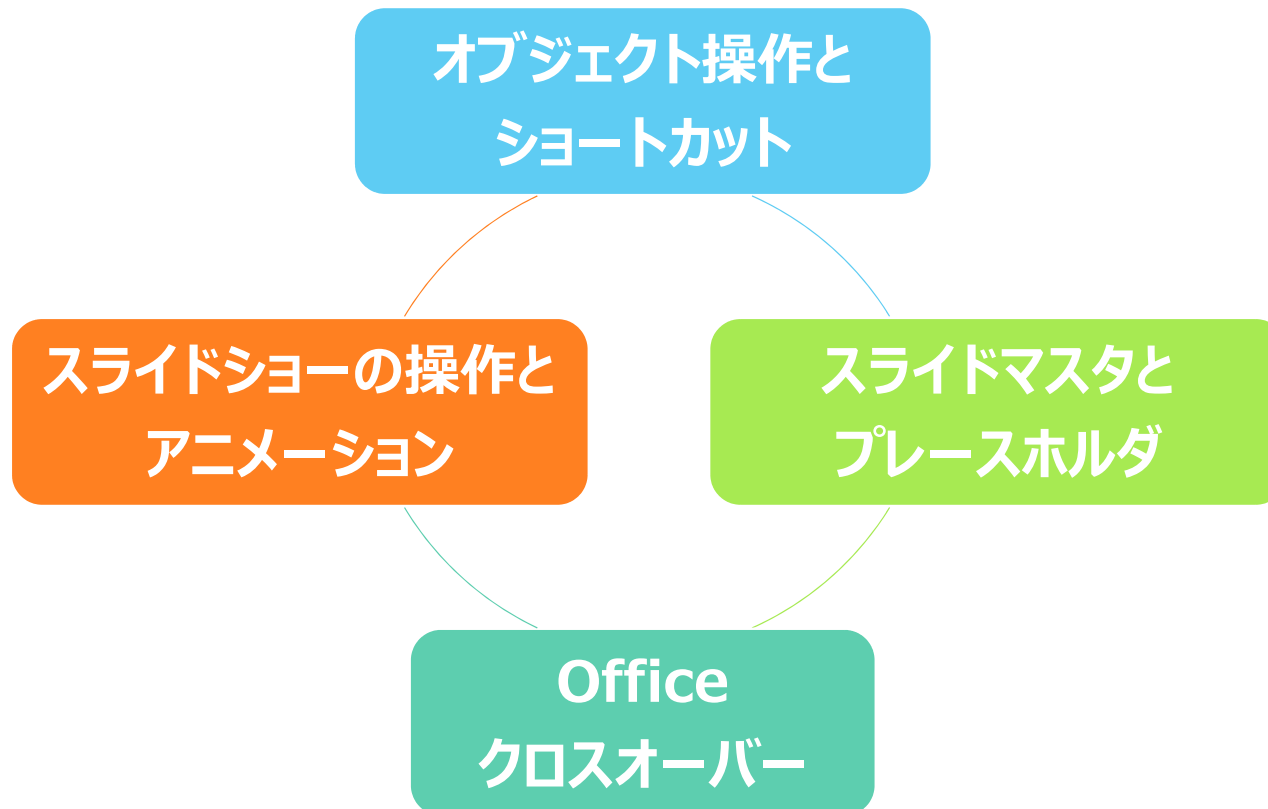 オブジェクト操作と
ショートカット
スライドショーの操作と
アニメーション
スライドマスタと
プレースホルダ
Office
クロスオーバー